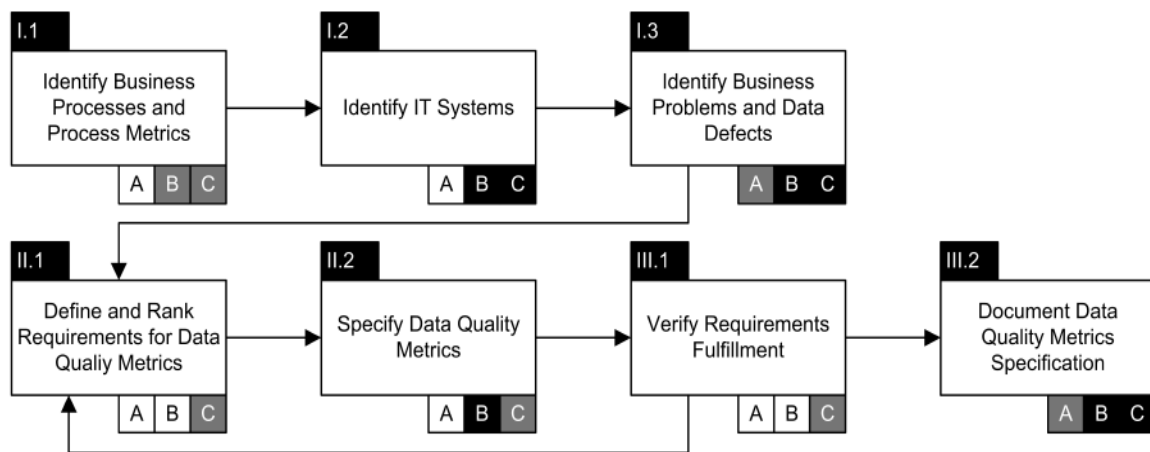 I.1
Identify Business
Processes and
Process Metrics
A B C
I.2
Identify IT Systems
A B C
I.3
Identify Business
Problems and Data
Defects
A B C
II.1
Define and Rank
Requirements for Data
Qualiy Metrics
A B C
II.2
Specify Data Quality
Metrics
A B C
III.1
Verify Requirements
Fulfillment
A B C
III.2
Document Data
Quality Metrics
Specification
A B C